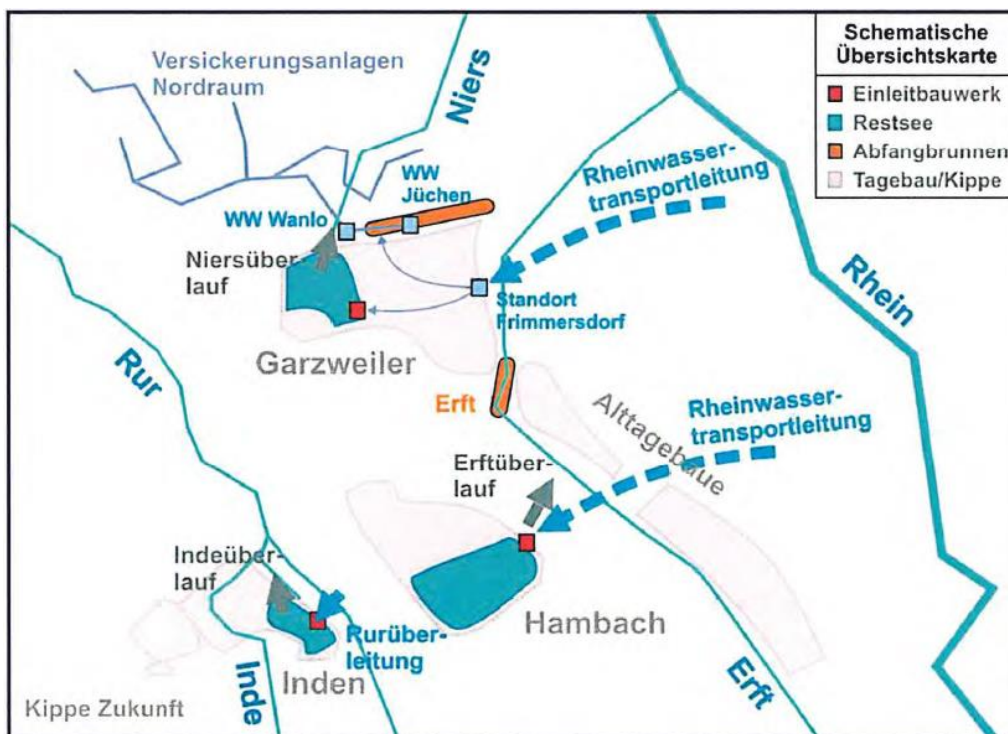 Schematische
Übersichtskarte
Einleitbauwerk
Restsee
Abfangbrunnen
Tagebau/Kippe
Versickerungsanlagen
Nordraum
Niers
WW
Jüchen
WW Wanlo
Rheinwasser-
transportleitung
Niersüber-
lauf
Standort
Frimmersdorf
Rhein
Garzweiler
Rur
Erft
Alttagebaue
Rheinwasser-
transportleitung
Erftüber-
lauf
Indeüber-
lauf
Hambach
Rurüber-
leitung
Inden
Inde
Erft
Kippe Zukunft